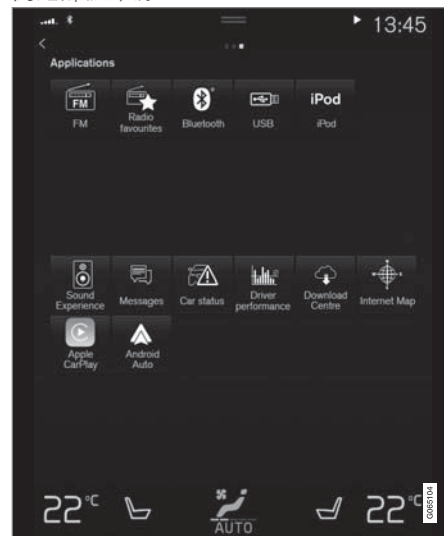 13:45
Applications
FM
FM
Radio favourites
Bluetooth
USB
iPod
iPod
Sound Experience
Messages
Car status
Driver performance
Download Centre
Internet Map
Apple CarPlay
Android Auto
22°C
AUTO
22°C
G065104